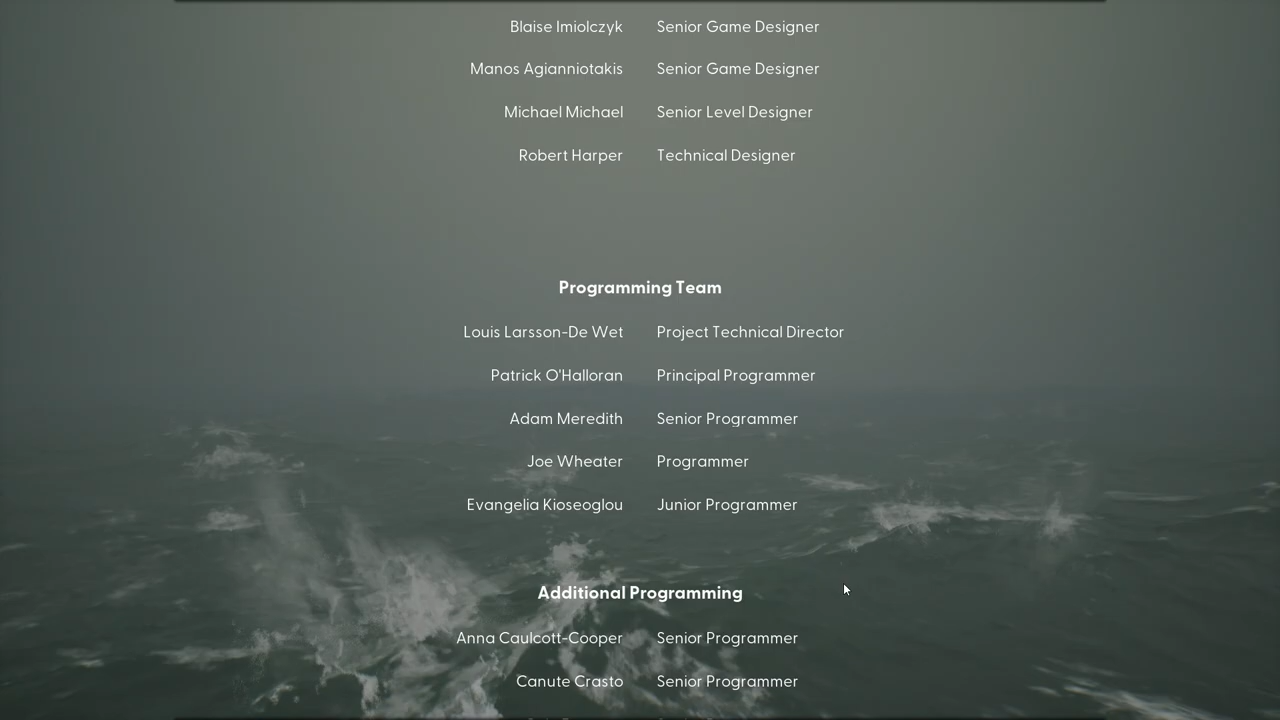 Blaise Imiolczyk Senior Game Designer
Manos Agianniotakis Senior Game Designer
Michael Michael Senior Level Designer
Robert Harper Technical Designer
Programming Team
Louis Larsson-De Wet Project Technical Director
Patrick O'Halloran Principal Programmer
Adam Meredith Senior Programmer
Joe Wheater Programmer
Evangelia Kioseoglou Junior Programmer
Additional Programming
Anna Caulcott-Cooper Senior Programmer
Canute Crasto Senior Programmer